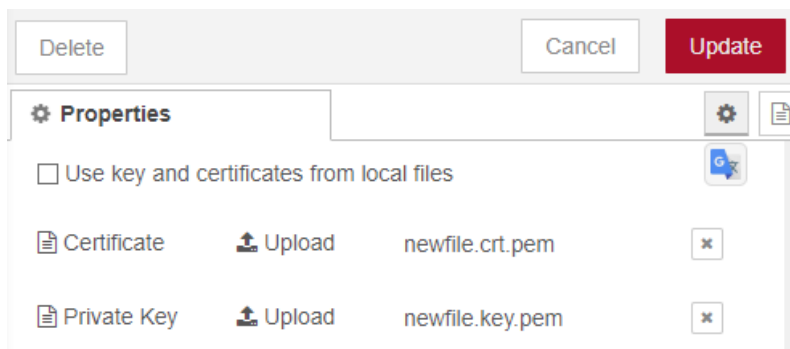 Delete Cancel Update
Properties
Use key and certificates from local files
G
Certificate Upload newfile.crt.pem
Private Key Upload newfile.key.pem